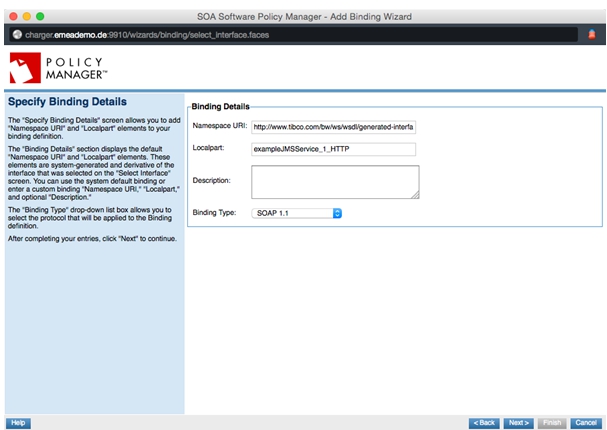 SOA Software Policy Manager - Add Binding Wizard
charger.emeademo.de:9910/wizards/binding/select_interface.faces
POLICY
MANAGER™
Specify Binding Details
The "Specify Binding Details" screen allows you to add
"Namespace URI" and "Localpart" elements to your
binding definition.
The "Binding Details" section displays the default
"Namespace URI" and "Localpart" elements. These
elements are system-generated and derivative of the
interface that was selected on the "Select Interface"
screen. You can use the system default binding or
enter a custom binding "Namespace URI," "Localpart,"
and optional "Description."
The "Binding Type" drop-down list box allows you to
select the protocol that will be applied to the Binding
definition.
After completing your entries, click "Next" to continue.
Binding Details
Namespace URI: http://www.tibco.com/bw/ws/wsdl/generated-interfa
Localpart: exampleJMSService_1_HTTP
Description:
Binding Type: SOAP 1.1
Help < Back Next > Finish Cancel